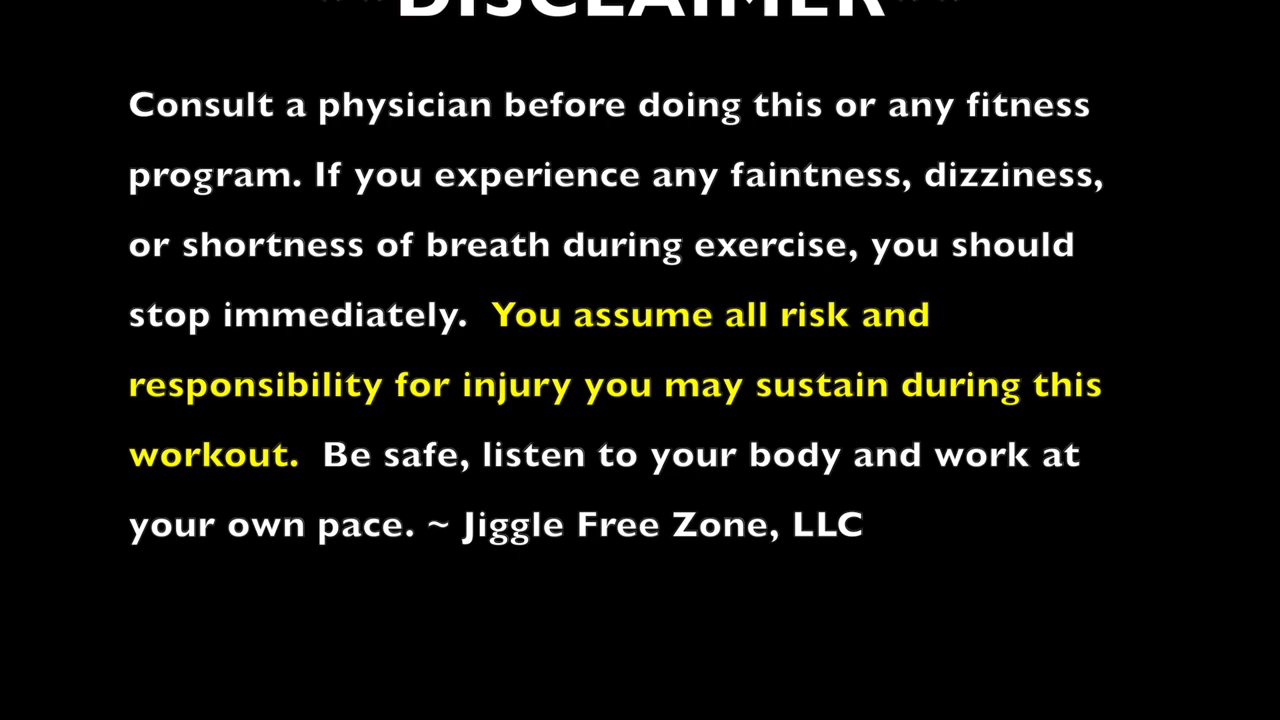 **DISCLAIMER**
Consult a physician before doing this or any fitness
program. If you experience any faintness, dizziness,
or shortness of breath during exercise, you should
stop immediately.  You assume all risk and
responsibility for injury you may sustain during this
workout.  Be safe, listen to your body and work at
your own pace. ~ Jiggle Free Zone, LLC